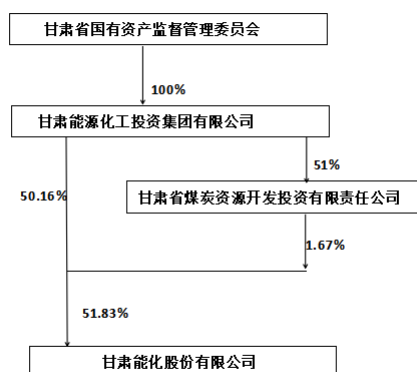 甘肃省国有资产监督管理委员会
100%
甘肃能源化工投资集团有限公司
51%
50.16%
甘肃省煤炭资源开发投资有限责任公司
1.67%
51.83%
甘肃能化股份有限公司